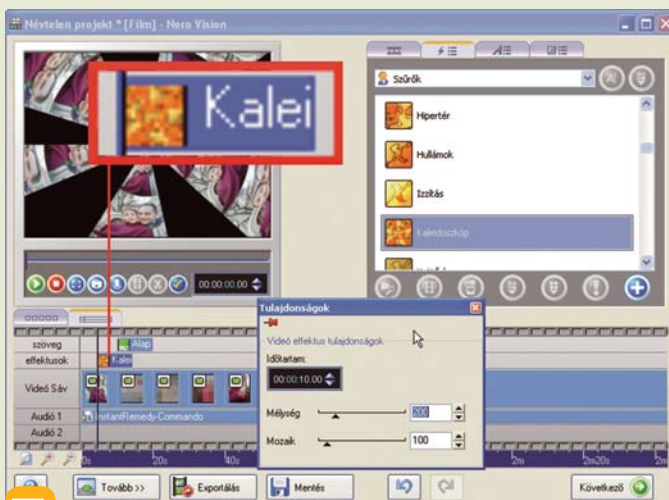 Névtelen projekt * [Film] - Nero Vision
Kalei
Szűrők
Hipertér
Hullámok
Izzítás
Kaleidoszkóp
00:00:00.00
Tulajdonságok
Videó effektus tulajdonságok
Időtartam:
00:00:10.00
Mélység
200
Mozaik
100
szöveg
Alap
effektusok
Kalei
Videó Sáv
Audió 1
InstantRemedy-Commando
Audió 2
0s
20s
40s
2m
2m20s
2m
Tovább >>
Exportálás
Mentés
Következő